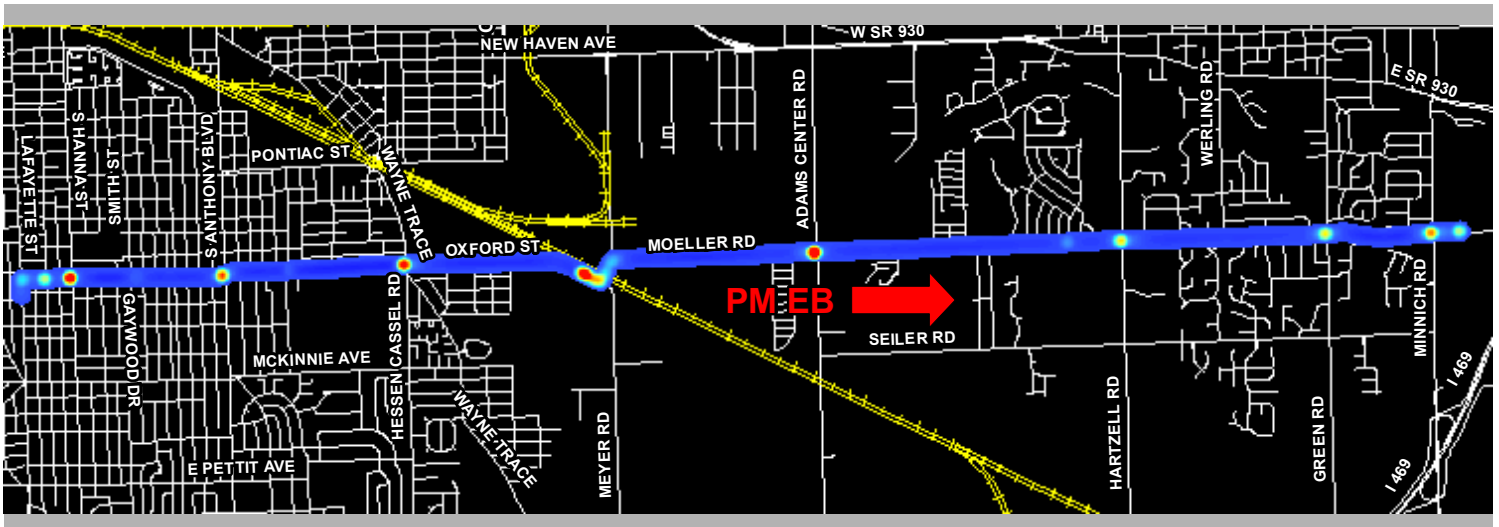 W SR 930
NEW HAVEN AVE
E SR 930
WERLING RD
ADAMS CENTER RD
S HANNA ST
SMITH ST
S ANTHONY BLVD
LAFAYETTE ST
PONTIAC ST
WAYNE TRACE
OXFORD ST
MOELLER RD
PM EB
SEILER RD
MINNICH RD
GAYWOOD DR
HESSEN CASSEL RD
MCKINNIE AVE
I 469
WAYNE TRACE
MEYER RD
HARTZELL RD
GREEN RD
E PETTIT AVE
I 469